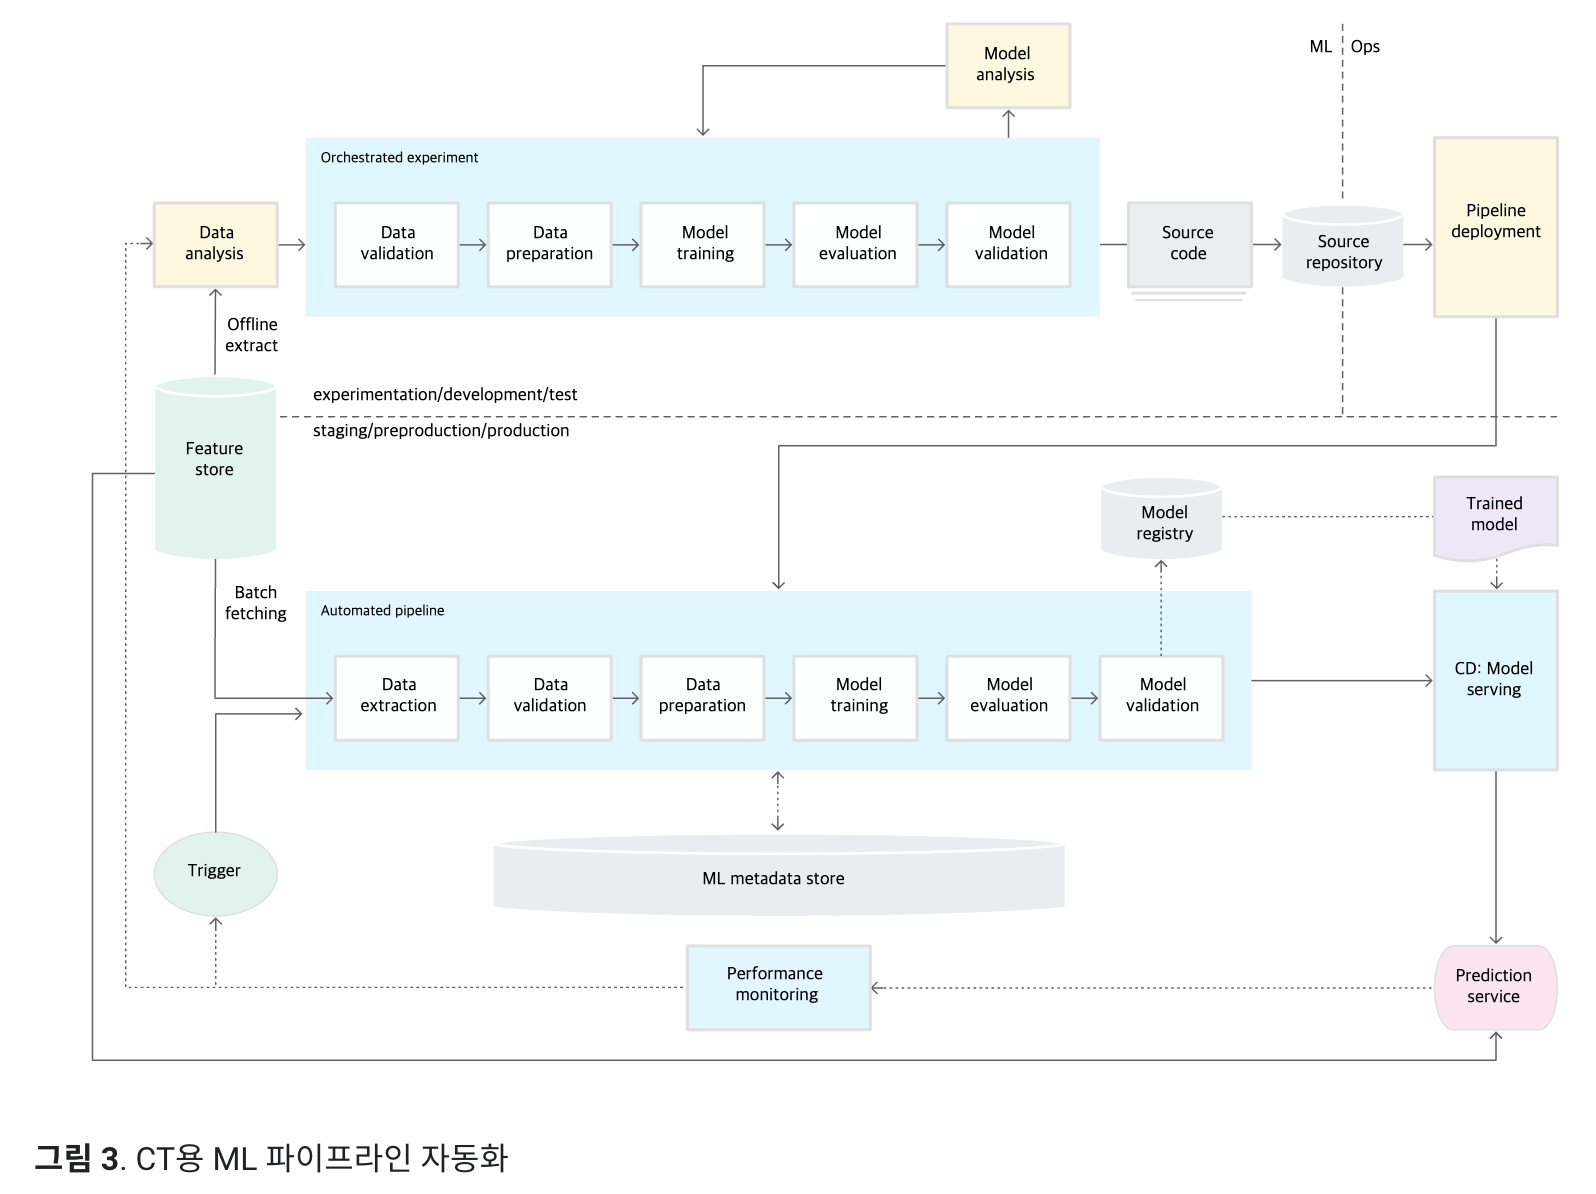 Model
analysis
ML
Ops
Orchestrated experiment
Data
analysis
Data
validation
Data
preparation
Model
training
Model
evaluation
Model
validation
Source
code
Source
repository
Pipeline
deployment
Offline
extract
experimentation/development/test
staging/preproduction/production
Feature
store
Model
registry
Trained
model
Batch
fetching
Automated pipeline
Data
extraction
Data
validation
Data
preparation
Model
training
Model
evaluation
Model
validation
CD: Model
serving
Trigger
ML metadata store
Performance
monitoring
Prediction
service
그림 3. CT용 ML 파이프라인 자동화